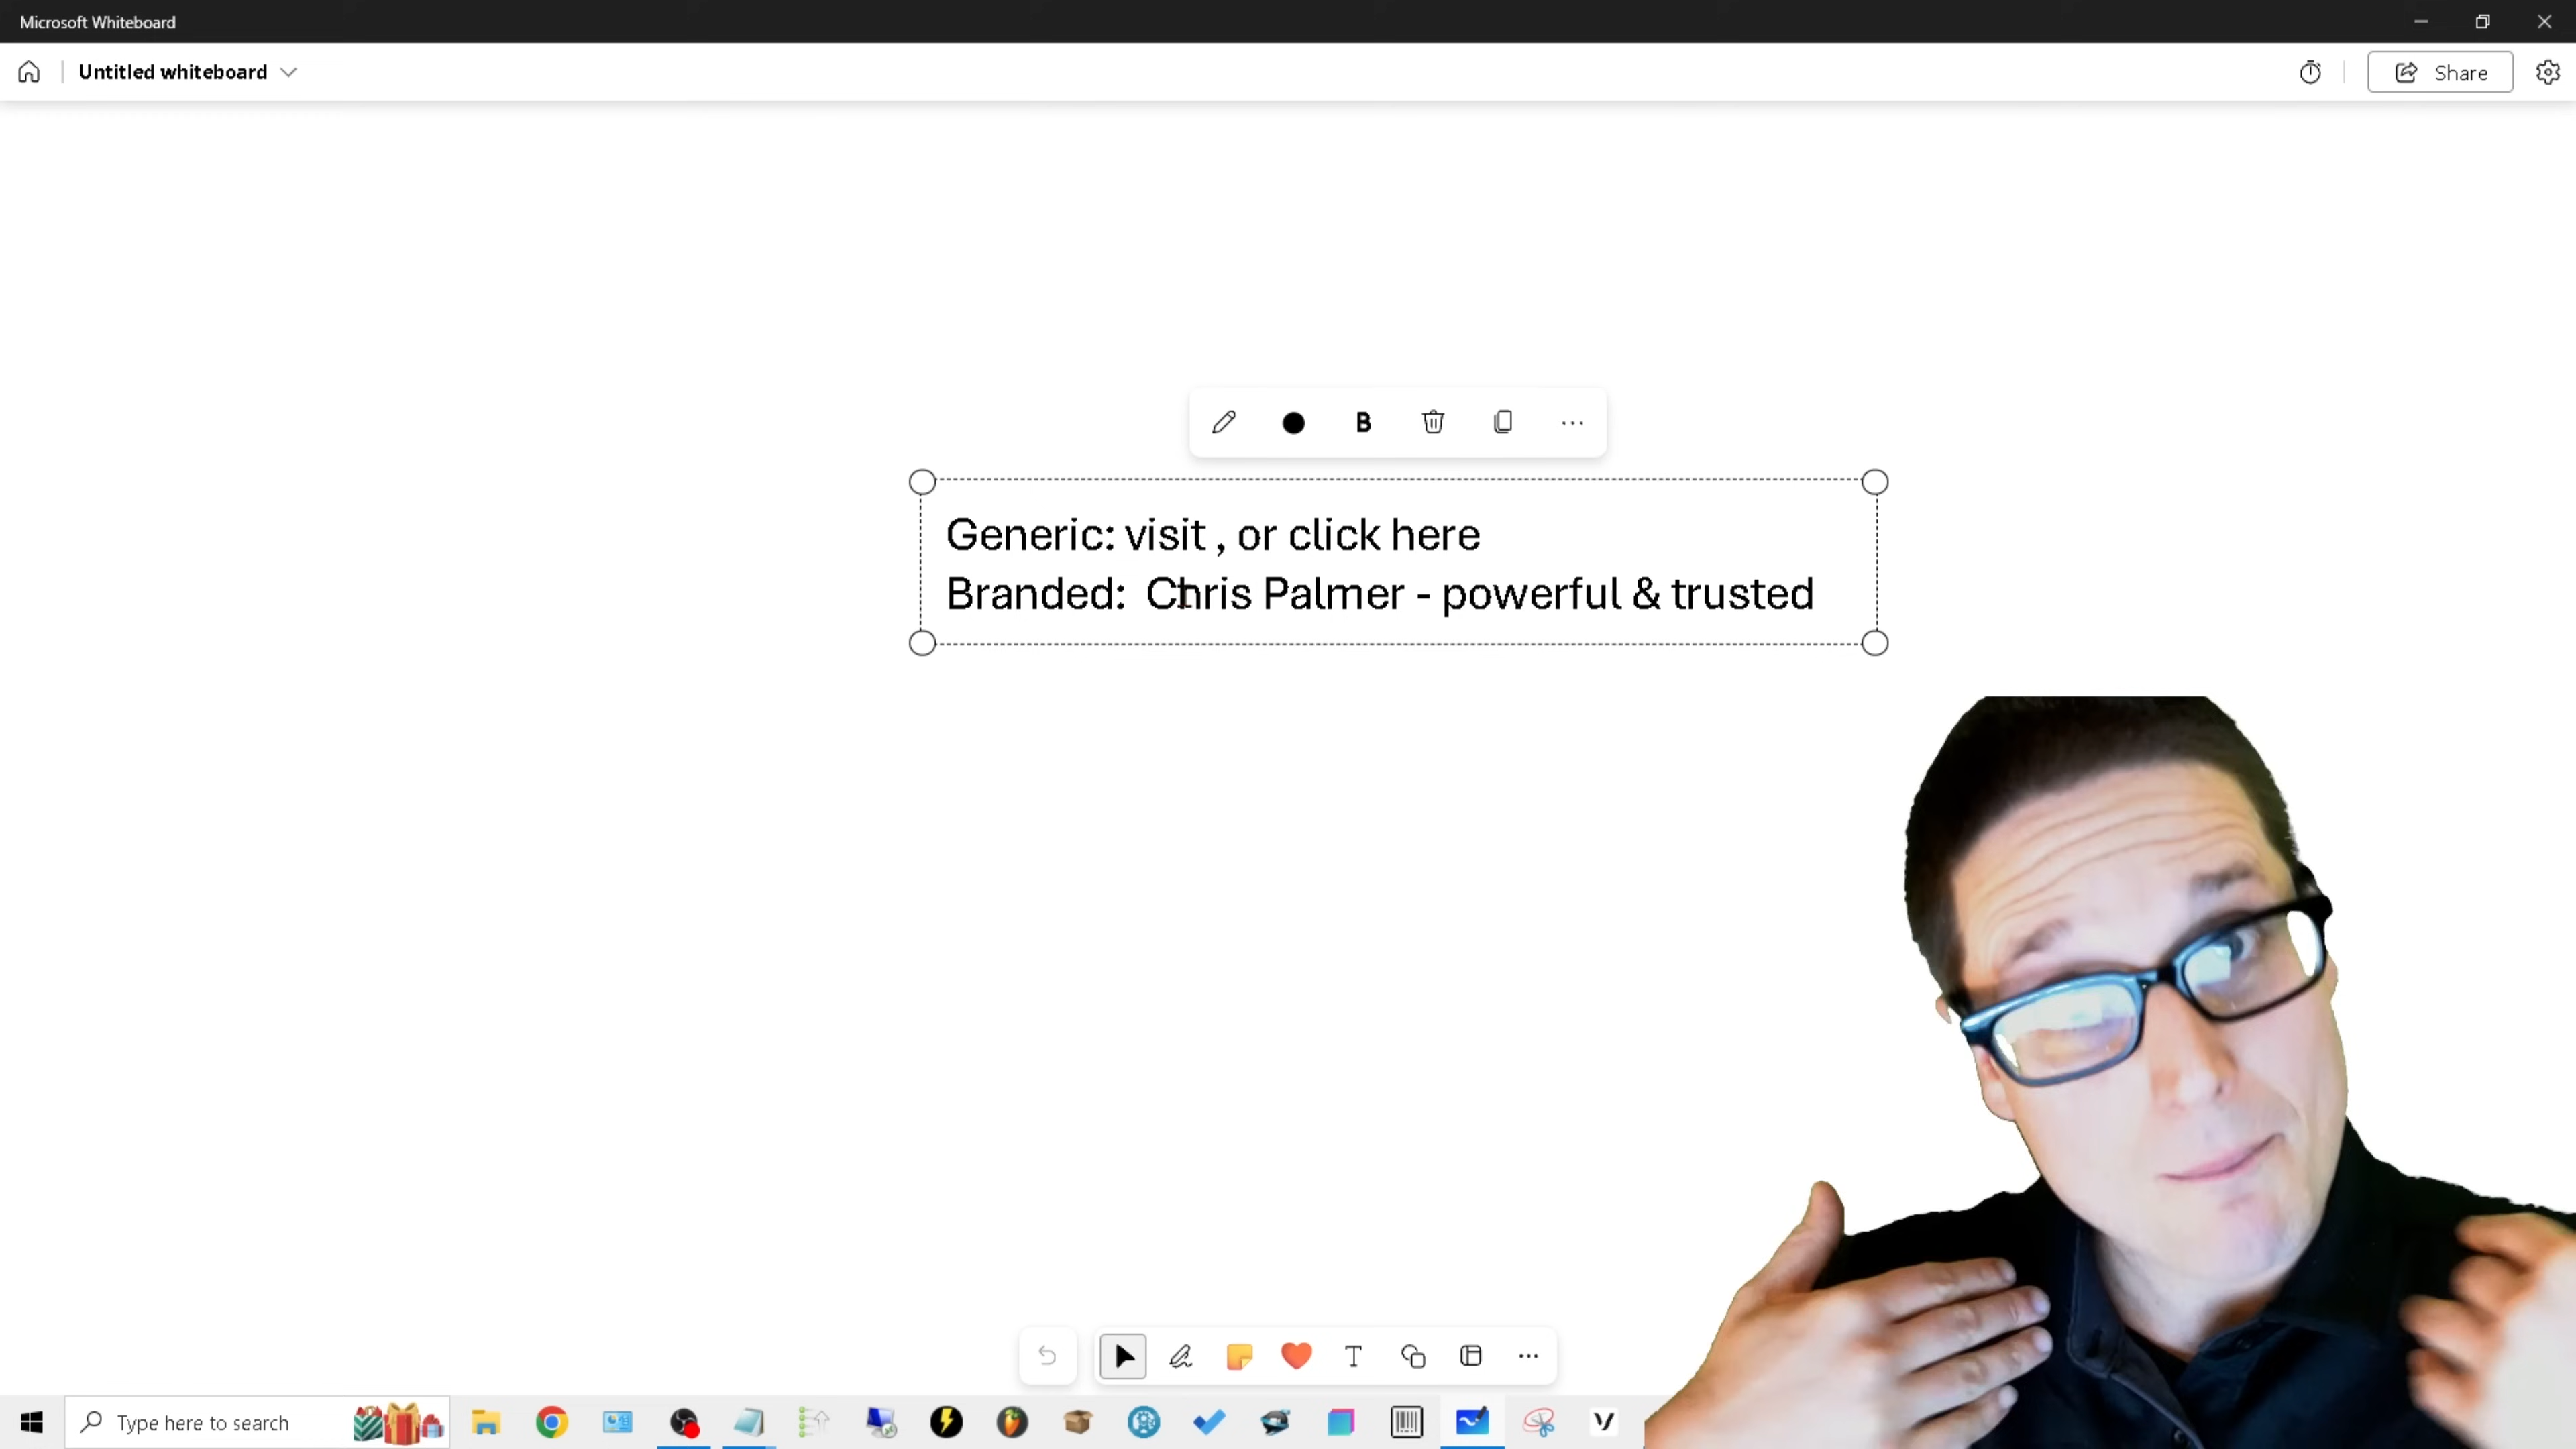 Microsoft Whiteboard
Untitled whiteboard
Share
B
Generic: visit , or click here
Branded:  Chris Palmer - powerful & trusted
T
Type here to search